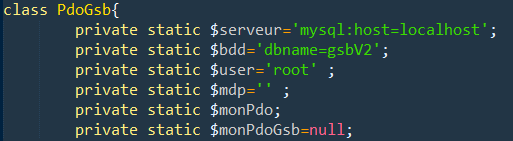 class PdoGsb{
private static $serveur='mysql:host=localhost';
private static $bdd='dbname=gsbV2';
private static $user='root' ;
private static $mdp='' ;
private static $monPdo;
private static $monPdoGsb=null;